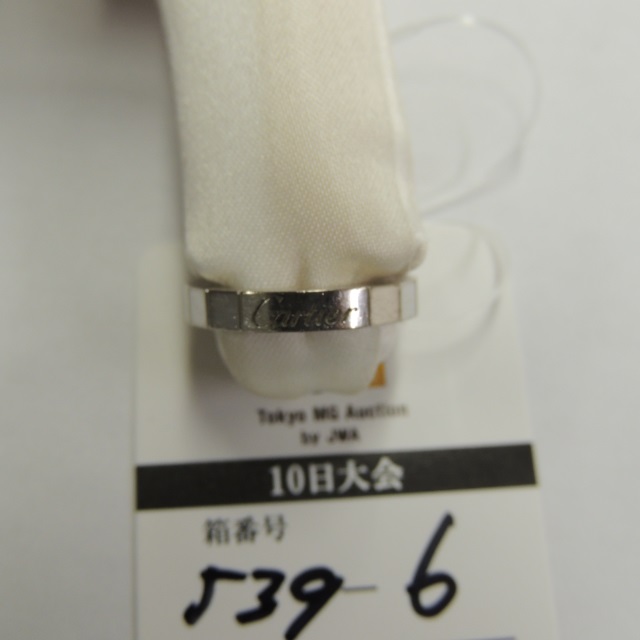 Cartier
Tokyo MG Auction
by JMA
10日大会
箱番号
539-6